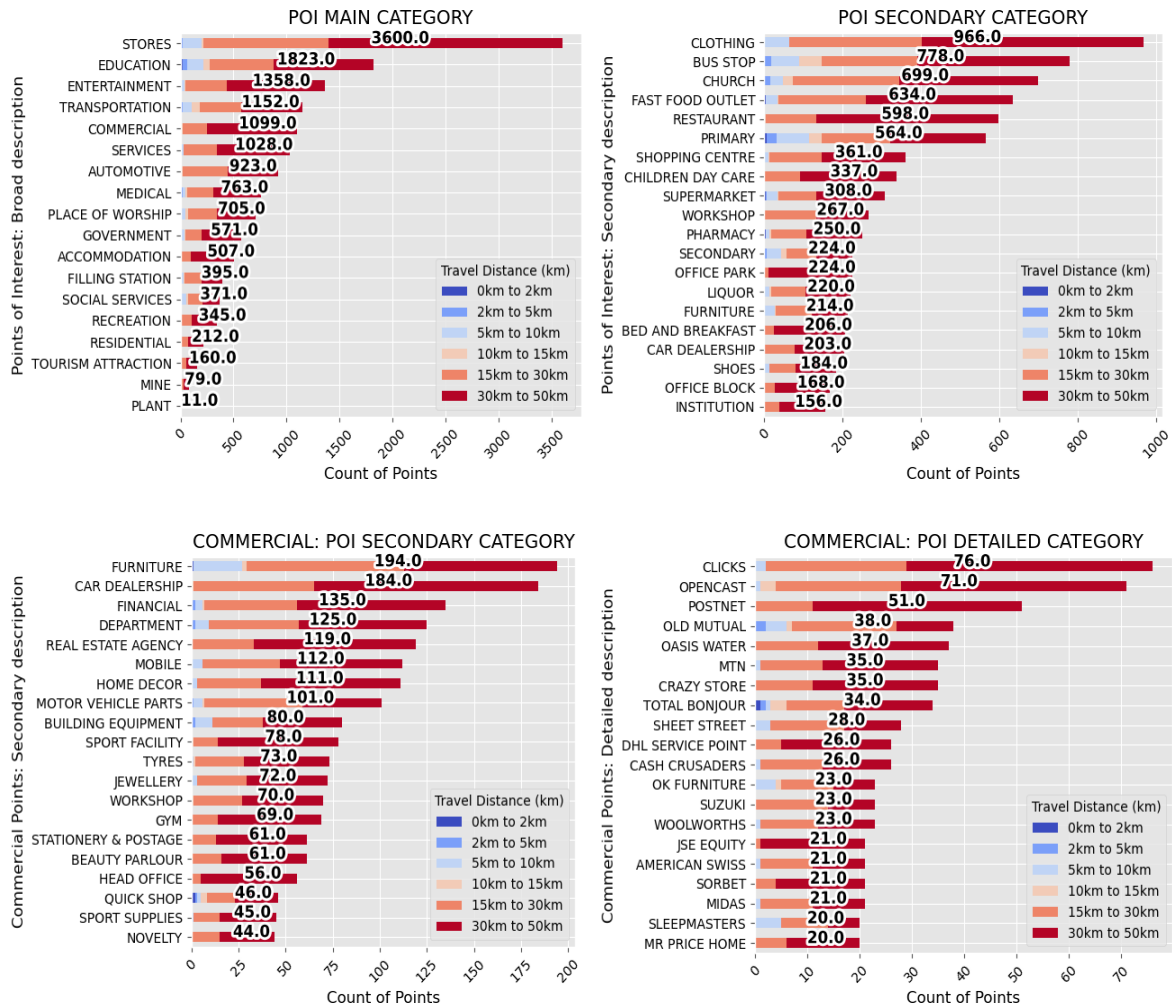 POI MAIN CATEGORY
Points of Interest: Broad description
STORES 3600.0
EDUCATION 1823.0
ENTERTAINMENT 1358.0
TRANSPORTATION 1152.0
COMMERCIAL 1099.0
SERVICES 1028.0
AUTOMOTIVE 923.0
MEDICAL 763.0
PLACE OF WORSHIP 705.0
GOVERNMENT 571.0
ACCOMMODATION 507.0
FILLING STATION 395.0
SOCIAL SERVICES 371.0
RECREATION 345.0
RESIDENTIAL 212.0
TOURISM ATTRACTION 160.0
MINE 79.0
PLANT 11.0
Travel Distance (km)
0km to 2km
2km to 5km
5km to 10km
10km to 15km
15km to 30km
30km to 50km
0 500 1000 1500 2000 2500 3000 3500
Count of Points
POI SECONDARY CATEGORY
Points of Interest: Secondary description
CLOTHING 966.0
BUS STOP 778.0
CHURCH 699.0
FAST FOOD OUTLET 634.0
RESTAURANT 598.0
PRIMARY 564.0
SHOPPING CENTRE 361.0
CHILDREN DAY CARE 337.0
SUPERMARKET 308.0
WORKSHOP 267.0
PHARMACY 250.0
SECONDARY 224.0
OFFICE PARK 224.0
LIQUOR 220.0
FURNITURE 214.0
BED AND BREAKFAST 206.0
CAR DEALERSHIP 203.0
SHOES 184.0
OFFICE BLOCK 168.0
INSTITUTION 156.0
Travel Distance (km)
0km to 2km
2km to 5km
5km to 10km
10km to 15km
15km to 30km
30km to 50km
0 200 400 600 800 1000
Count of Points
COMMERCIAL: POI SECONDARY CATEGORY
Commercial Points: Secondary description
FURNITURE 194.0
CAR DEALERSHIP 184.0
FINANCIAL 135.0
DEPARTMENT 125.0
REAL ESTATE AGENCY 119.0
MOBILE 112.0
HOME DECOR 111.0
MOTOR VEHICLE PARTS 101.0
BUILDING EQUIPMENT 80.0
SPORT FACILITY 78.0
TYRES 73.0
JEWELLERY 72.0
WORKSHOP 70.0
GYM 69.0
STATIONERY & POSTAGE 61.0
BEAUTY PARLOUR 61.0
HEAD OFFICE 56.0
QUICK SHOP 46.0
SPORT SUPPLIES 45.0
NOVELTY 44.0
Travel Distance (km)
0km to 2km
2km to 5km
5km to 10km
10km to 15km
15km to 30km
30km to 50km
0 25 50 75 100 125 150 175 200
Count of Points
COMMERCIAL: POI DETAILED CATEGORY
Commercial Points: Detailed description
CLICKS 76.0
OPENCAST 71.0
POSTNET 51.0
OLD MUTUAL 38.0
OASIS WATER 37.0
MTN 35.0
CRAZY STORE 35.0
TOTAL BONJOUR 34.0
SHEET STREET 28.0
DHL SERVICE POINT 26.0
CASH CRUSADERS 26.0
OK FURNITURE 23.0
SUZUKI 23.0
WOOLWORTHS 23.0
JSE EQUITY 21.0
AMERICAN SWISS 21.0
SORBET 21.0
MIDAS 21.0
SLEEPMASTERS 20.0
MR PRICE HOME 20.0
Travel Distance (km)
0km to 2km
2km to 5km
5km to 10km
10km to 15km
15km to 30km
30km to 50km
0 10 20 30 40 50 60 70
Count of Points